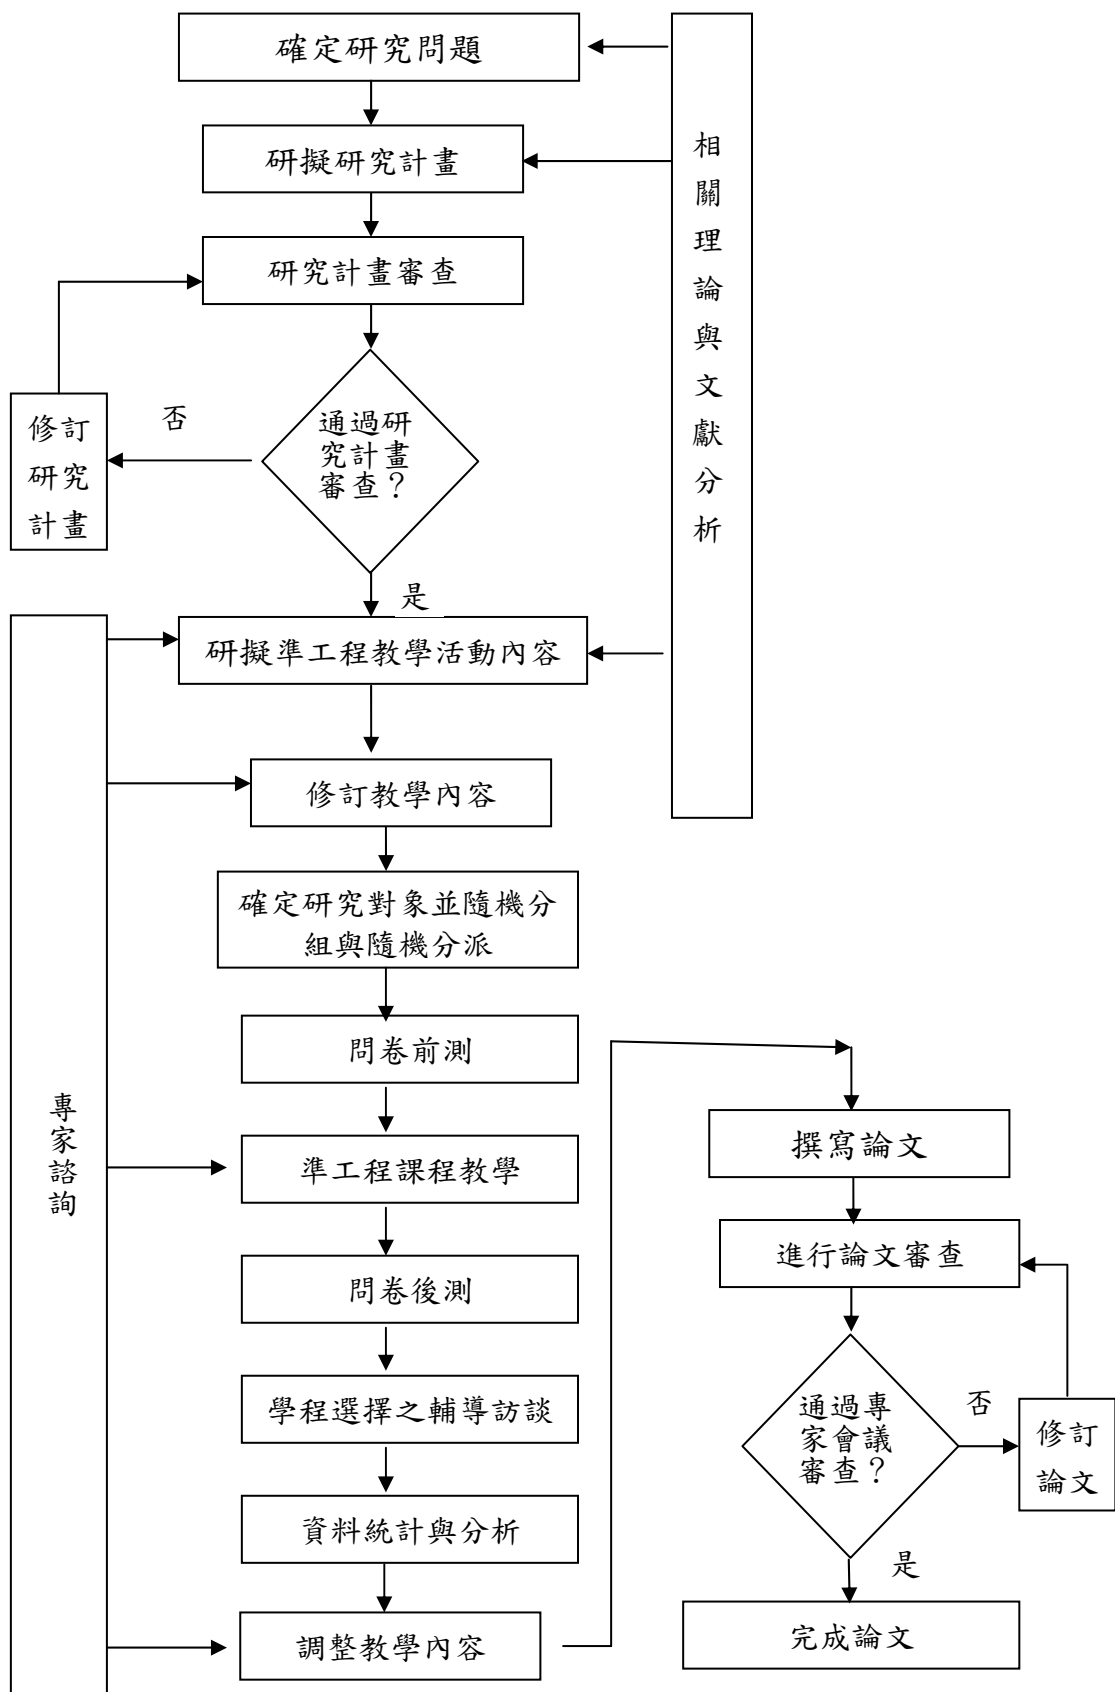 確定研究問題
研擬研究計畫
研究計畫審查
通過研
究計畫
審查？
否
修訂
研究
計畫
是
相關理論與文獻分析
研擬準工程教學活動內容
修訂教學內容
確定研究對象並隨機分
組與隨機分派
問卷前測
準工程課程教學
問卷後測
學程選擇之輔導訪談
資料統計與分析
調整教學內容
專家諮詢
撰寫論文
進行論文審查
通過專
家會議
審查？
否
修訂
論文
是
完成論文